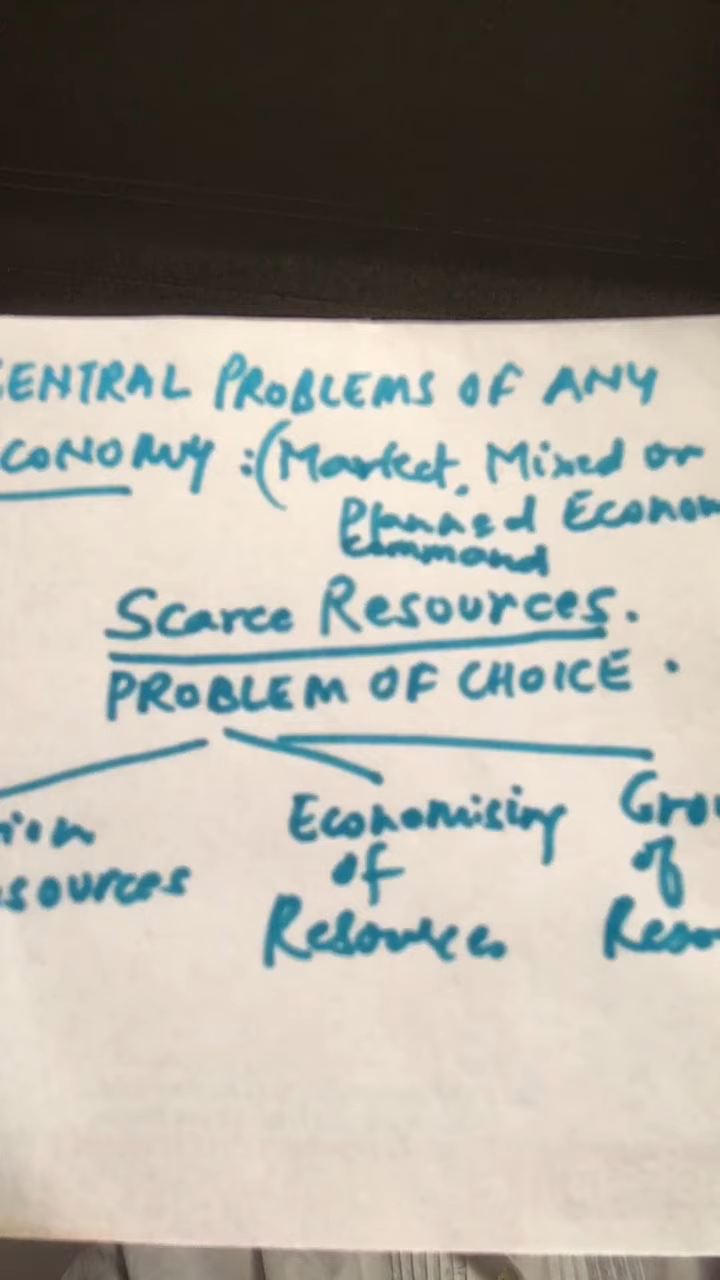 ENTRAL PROBLEMS OF ANY
CONOMY :(Market, Mixed or
Planned Econom
Command
Scarce Resources.
PROBLEM OF CHOICE.
Economising Gro
of of
sources Resources